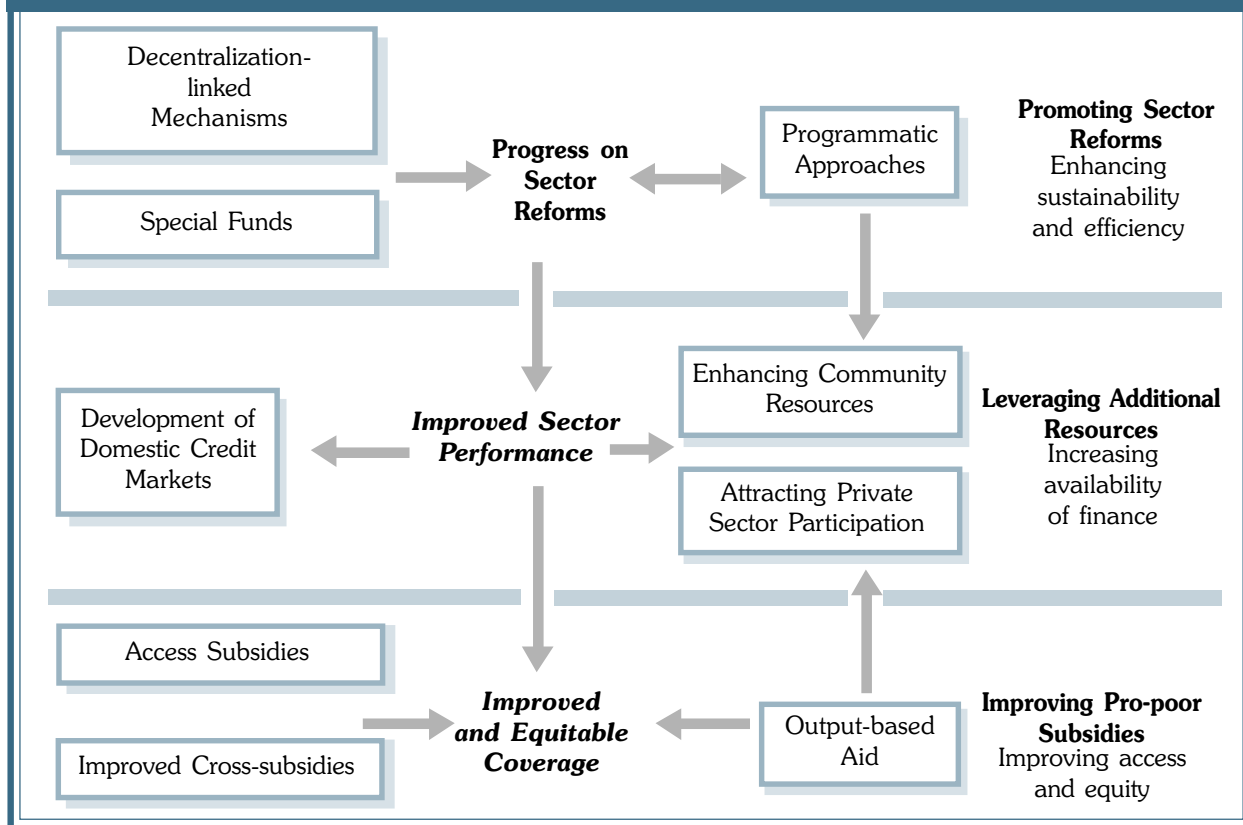 Decentralization-
linked
Mechanisms
Special Funds
Progress on
Sector
Reforms
Programmatic
Approaches
Promoting Sector
Reforms
Enhancing
sustainability
and efficiency
Development of
Domestic Credit
Markets
Improved Sector
Performance
Enhancing Community
Resources
Attracting Private
Sector Participation
Leveraging Additional
Resources
Increasing
availability
of finance
Access Subsidies
Improved Cross-subsidies
Improved
and Equitable
Coverage
Output-based
Aid
Improving Pro-poor
Subsidies
Improving access
and equity